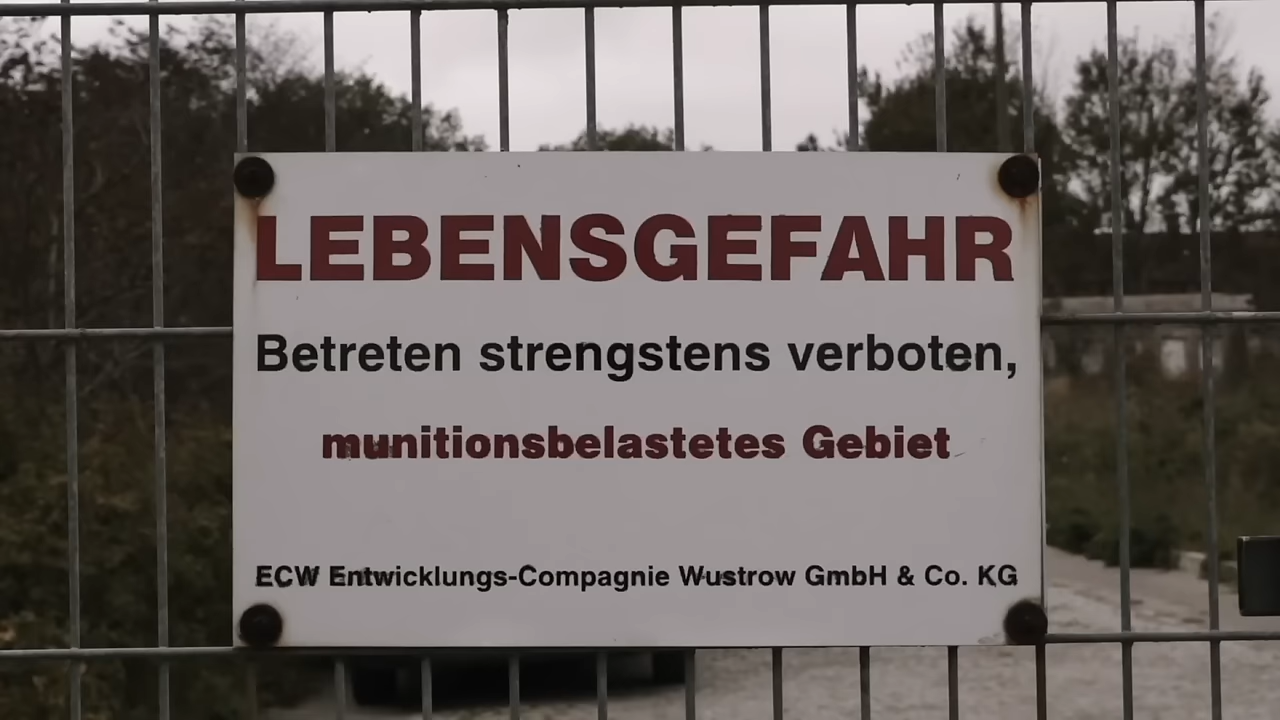 LEBENSGEFAHR
Betreten strengstens verboten,
munitionsbelastetes Gebiet
ECW Entwicklungs-Compagnie Wustrow GmbH & Co. KG